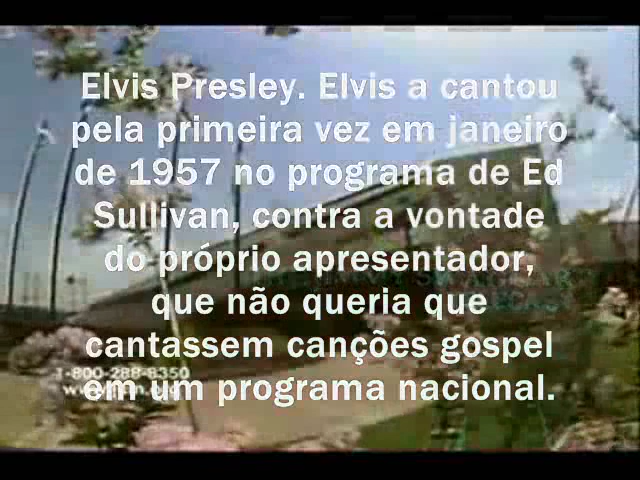 Elvis Presley. Elvis a cantou
pela primeira vez em janeiro
de 1957 no programa de Ed
Sullivan, contra a vontade
do próprio apresentador,
que não queria que
cantassem canções gospel
em um programa nacional.
1-800-288-8350